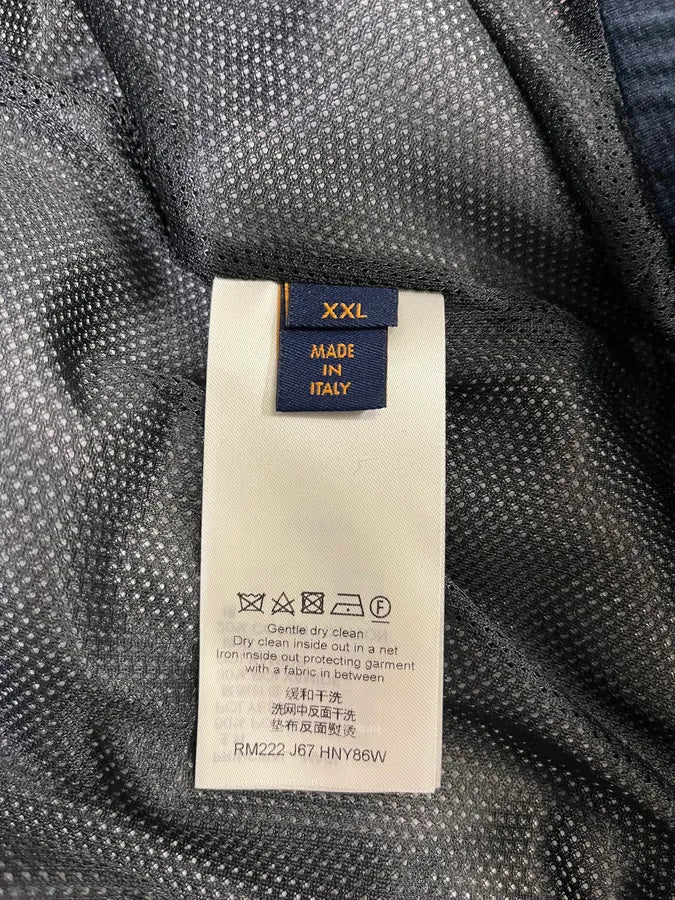 XXL
MADE
IN
ITALY
F
Gentle dry clean
Dry clean inside out in a net
Iron inside out protecting garment
with a fabric in between
缓和干洗
洗网中反面干洗
垫布反面熨烫
RM222 J67 HNY86W